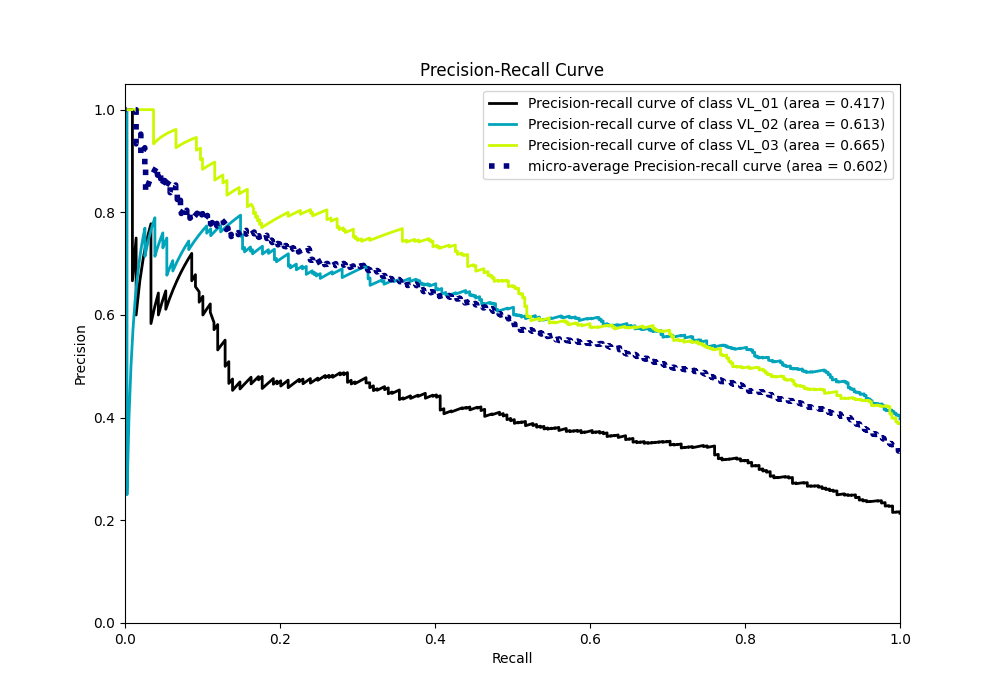 Precision-Recall Curve
Precision-recall curve of class VL_01 (area = 0.417)
Precision-recall curve of class VL_02 (area = 0.613)
Precision-recall curve of class VL_03 (area = 0.665)
micro-average Precision-recall curve (area = 0.602)
Precision
1.0
0.8
0.6
0.4
0.2
0.0
0.0 0.2 0.4 0.6 0.8 1.0
Recall